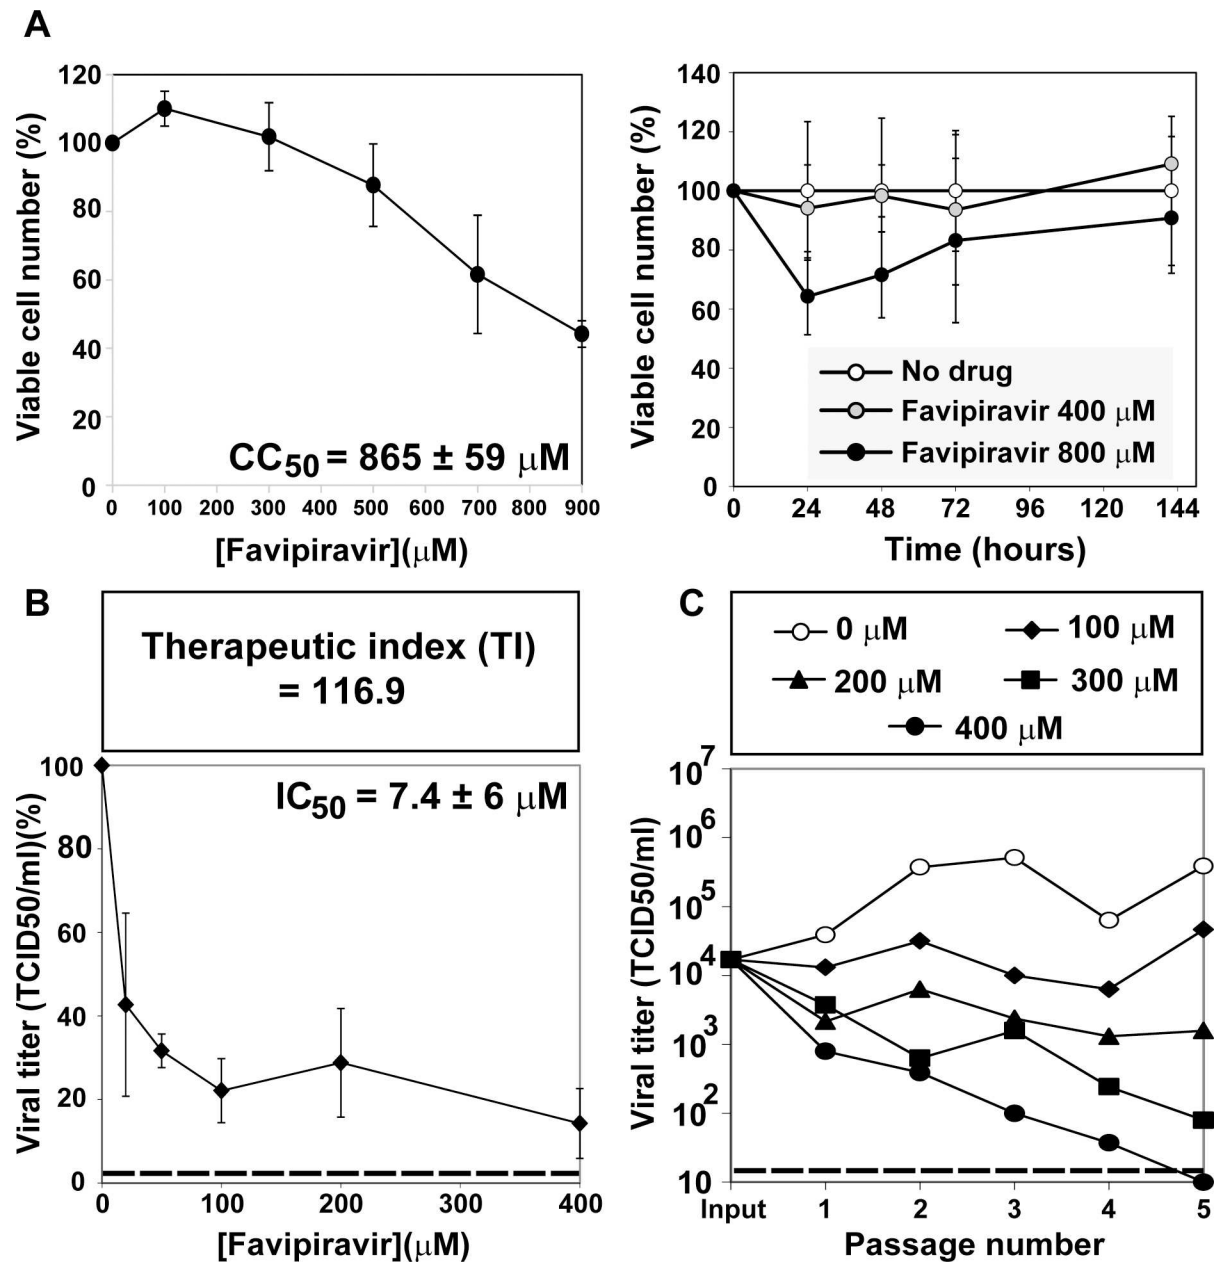 A
120
100
80
60
40
20
0
Viable cell number (%)
CC50 = 865 ± 59 μM
0 100 200 300 400 500 600 700 800 900
[Favipiravir](μM)
140
120
100
80
60
40
20
0
Viable cell number (%)
No drug
Favipiravir 400 μM
Favipiravir 800 μM
0 24 48 72 96 120 144
Time (hours)
B
Therapeutic index (TI)
= 116.9
100
80
60
40
20
0
Viral titer (TCID50/ml)(%)
IC50 = 7.4 ± 6 μM
0 100 200 300 400
[Favipiravir](μM)
C
0 μM 100 μM
200 μM 300 μM
400 μM
10^7
10^6
10^5
10^4
10^3
10^2
10
Viral titer (TCID50/ml)
Input 1 2 3 4 5
Passage number